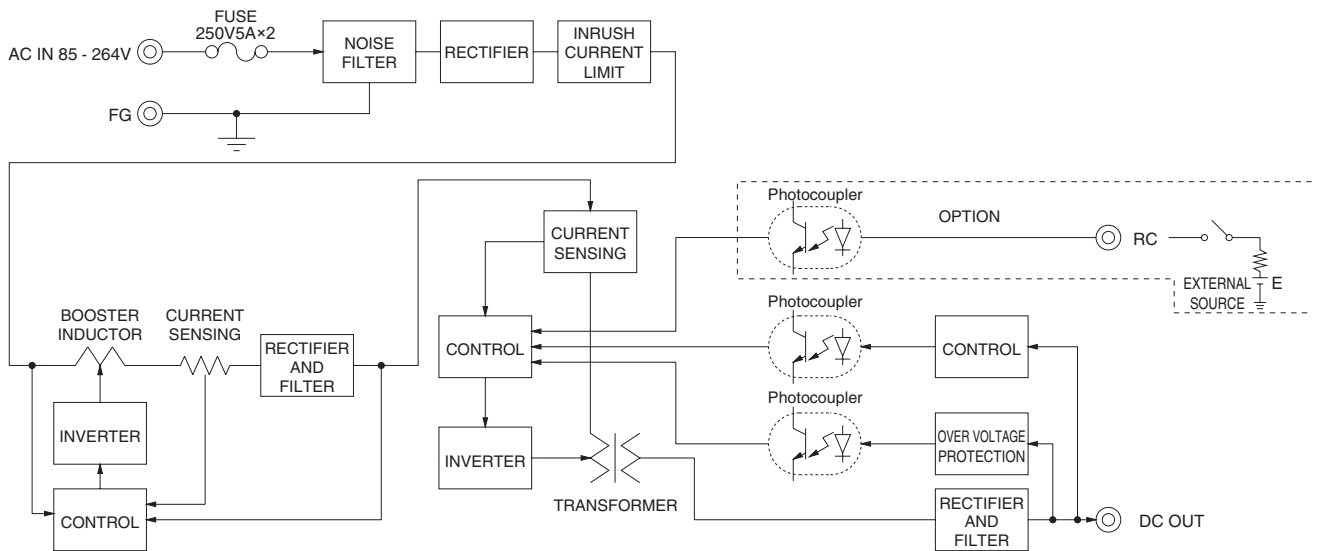 FUSE
250V5A×2
AC IN 85 - 264V
NOISE
FILTER
RECTIFIER
INRUSH
CURRENT
LIMIT
FG
Photocoupler
OPTION
RC
EXTERNAL
SOURCE
E
CURRENT
SENSING
BOOSTER
INDUCTOR
CURRENT
SENSING
RECTIFIER
AND
FILTER
CONTROL
Photocoupler
CONTROL
INVERTER
INVERTER
Photocoupler
OVER VOLTAGE
PROTECTION
TRANSFORMER
CONTROL
RECTIFIER
AND
FILTER
DC OUT